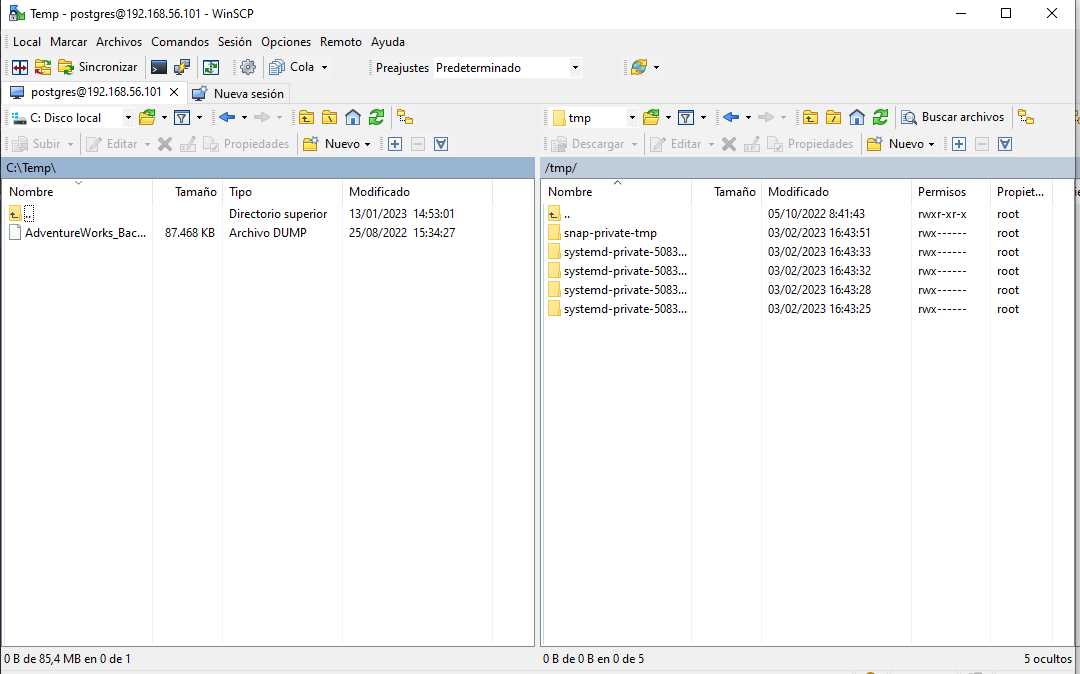 Temp - postgres@192.168.56.101 - WinSCP
Local Marcar Archivos Comandos Sesión Opciones Remoto Ayuda
Sincronizar Cola Preajustes Predeterminado
postgres@192.168.56.101 Nueva sesión
C: Disco local tmp Buscar archivos
Subir Editar Propiedades Nuevo Descargar Editar Propiedades Nuevo
C:\Temp\ /tmp/
Nombre Tamaño Tipo Modificado
.. Directorio superior 13/01/2023 14:53:01
AdventureWorks_Bac... 87.468 KB Archivo DUMP 25/08/2022 15:34:27
Nombre Tamaño Modificado Permisos Propiet...
.. 05/10/2022 8:41:43 rwxr-xr-x root
snap-private-tmp 03/02/2023 16:43:51 rwx------ root
systemd-private-5083... 03/02/2023 16:43:33 rwx------ root
systemd-private-5083... 03/02/2023 16:43:32 rwx------ root
systemd-private-5083... 03/02/2023 16:43:28 rwx------ root
systemd-private-5083... 03/02/2023 16:43:25 rwx------ root
0 B de 85,4 MB en 0 de 1
0 B de 0 B en 0 de 5 5 ocultos